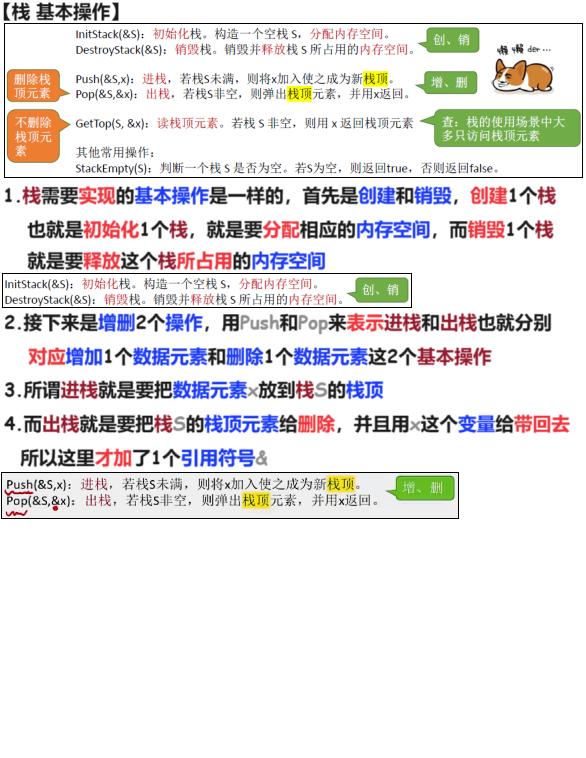 【栈 基本操作】
InitStack(&S)：初始化栈。构造一个空栈 S，分配内存空间。
DestroyStack(&S)：销毁栈。销毁并释放栈 S 所占用的内存空间。
创、销
懒 懒 der …
删除栈顶元素
Push(&S,x)：进栈，若栈S未满，则将x加入使之成为新栈顶。
Pop(&S,&x)：出栈，若栈S非空，则弹出栈顶元素，并用x返回。
增、删
不删除栈顶元素
GetTop(S, &x)：读栈顶元素。若栈 S 非空，则用 x 返回栈顶元素
查：栈的使用场景中大多只访问栈顶元素
其他常用操作：
StackEmpty(S)：判断一个栈 S 是否为空。若S为空，则返回true，否则返回false。
1.栈需要实现的基本操作是一样的，首先是创建和销毁，创建1个栈
也就是初始化1个栈，就是要分配相应的内存空间，而销毁1个栈
就是要释放这个栈所占用的内存空间
InitStack(&S)：初始化栈。构造一个空栈 S，分配内存空间。
DestroyStack(&S)：销毁栈。销毁并释放栈 S 所占用的内存空间。
创、销
2.接下来是增删2个操作，用Push和Pop来表示进栈和出栈也就分别
对应增加1个数据元素和删除1个数据元素这2个基本操作
3.所谓进栈就是要把数据元素x放到栈S的栈顶
4.而出栈就是要把栈S的栈顶元素给删除，并且用x这个变量给带回去
所以这里才加了1个引用符号&
Push(&S,x)：进栈，若栈S未满，则将x加入使之成为新栈顶。
Pop(&S,&x)：出栈，若栈S非空，则弹出栈顶元素，并用x返回。
增、删